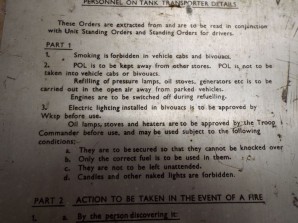 PERSONNEL ON TANK TRANSPORTER DETAILS
These Orders are extracted from and are to be read in conjunction
with Unit Standing Orders and Standing Orders for drivers.
PART 1
1. Smoking is forbidden in vehicle cabs and bivouacs.
2. POL is to be kept away from other stores. POL is not to be
taken into vehicle cabs or bivouacs.
Refilling of pressure lamps, oil stoves, generators etc is to be
carried out in the open air away from parked vehicles.
Engines are to be switched off during refuelling.
3. Electric lighting installed in bivouacs is to be approved by
Wksp before use.
Oil lamps, stoves and heaters are to be approved by the Troop
Commander before use, and may be used subject to the following
conditions:
a. They are to be secured so that they cannot be knocked over
b. Only the correct fuel is to be used in them.
c. They are not to be left unattended.
d. Candles and other naked lights are forbidden.
PART 2 ACTION TO BE TAKEN IN THE EVENT OF A FIRE
a. By the person discovering it: